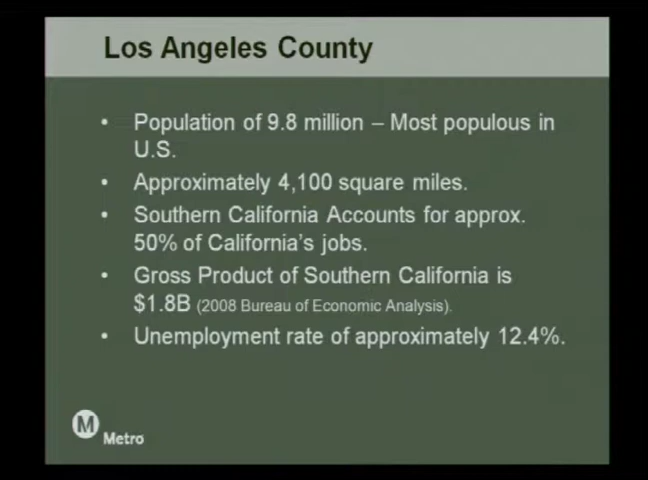 Los Angeles County
• Population of 9.8 million – Most populous in
U.S.
• Approximately 4,100 square miles.
• Southern California Accounts for approx.
50% of California's jobs.
• Gross Product of Southern California is
$1.8B (2008 Bureau of Economic Analysis).
• Unemployment rate of approximately 12.4%.
M Metro